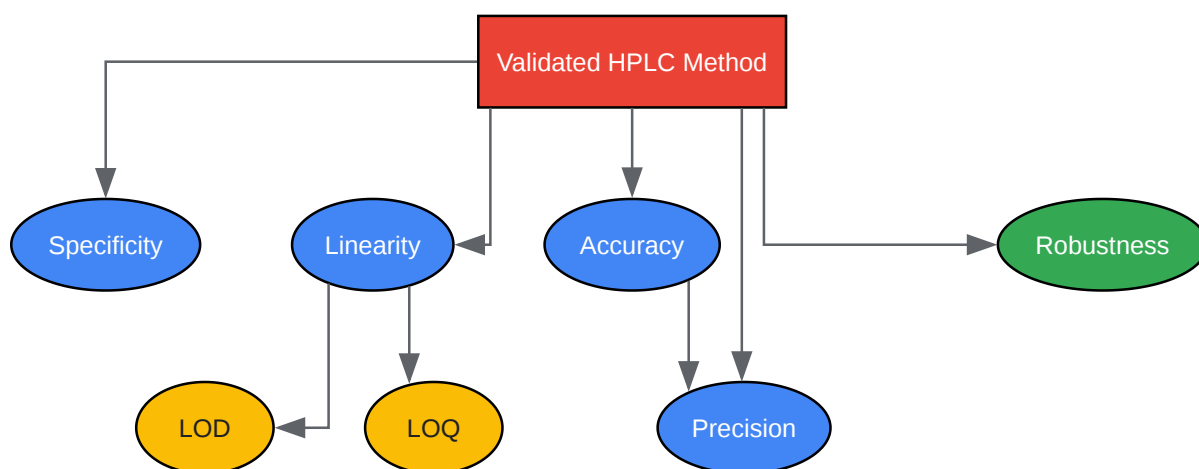 Validated HPLC Method
Specificity
Linearity
Accuracy
Robustness
LOD
LOQ
Precision